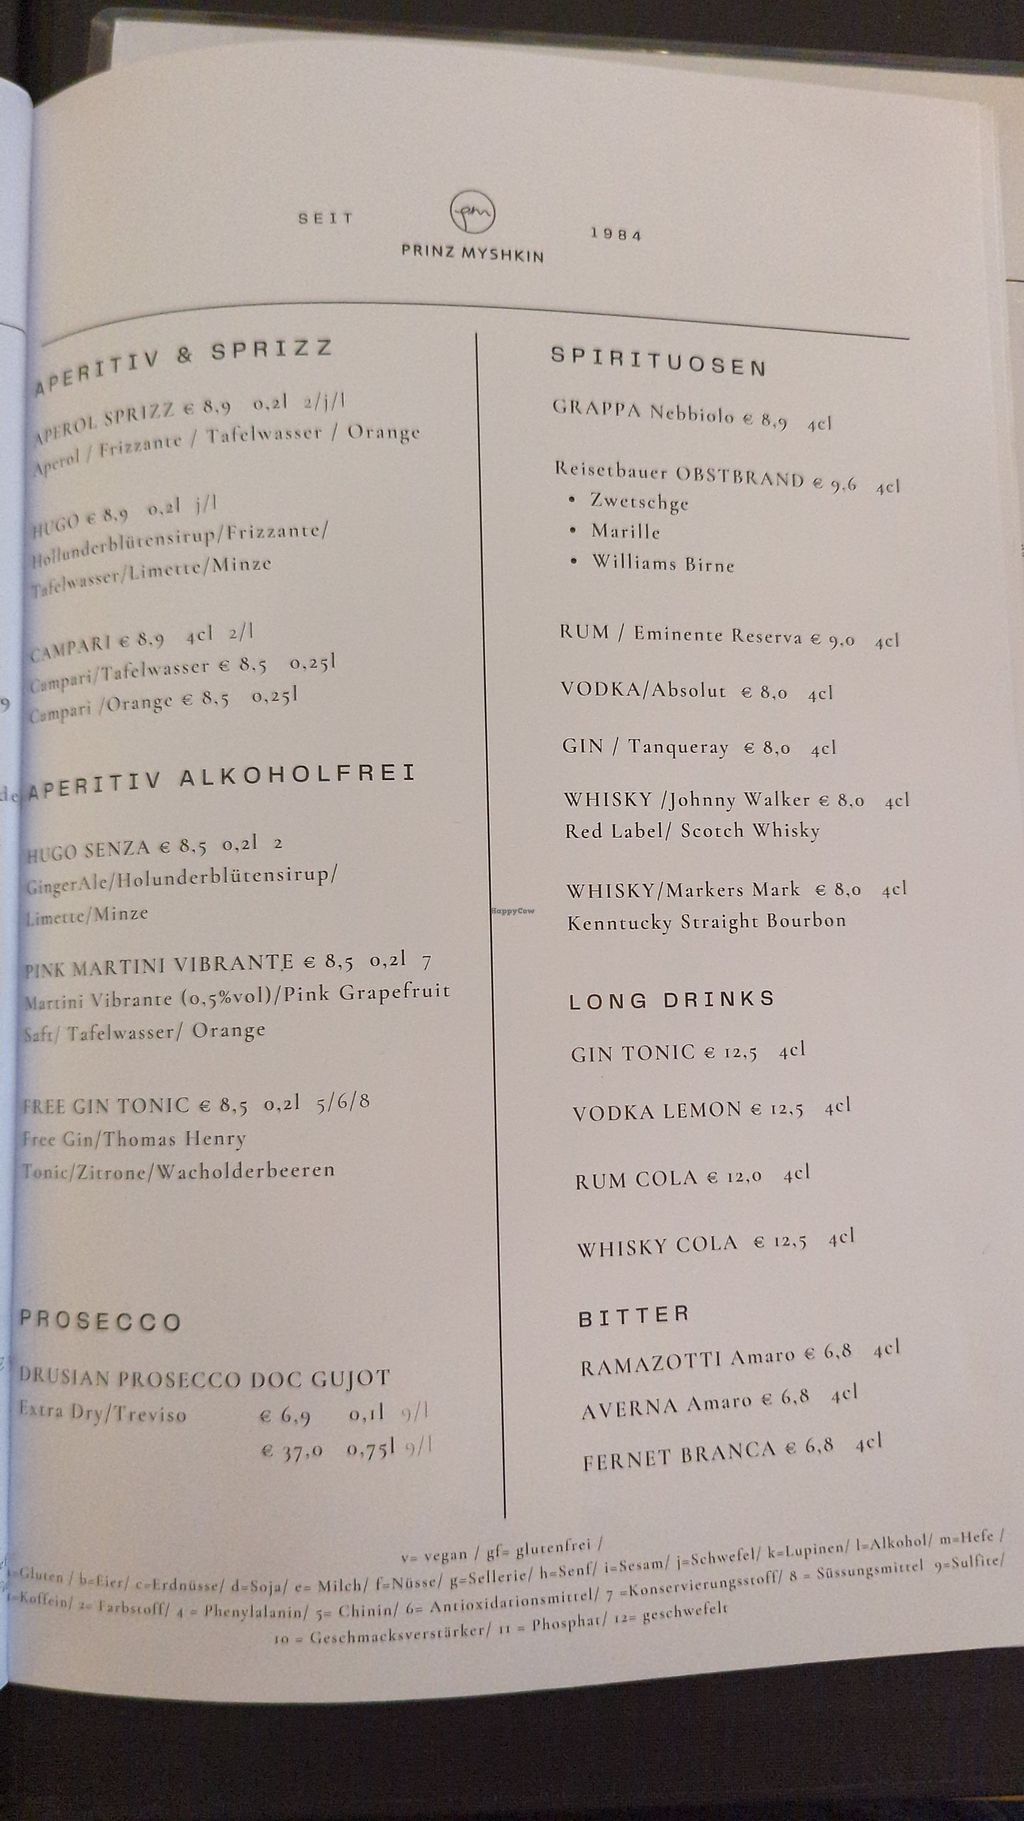 SEIT
pm
1984
PRINZ MYSHKIN
APERITIV & SPRIZZ
APEROL SPRIZZ € 8,9 0,2l 2/j/l
Aperol / Frizzante / Tafelwasser / Orange
HUGO € 8,9 0,2l j/l
Hollunderblütensirup/Frizzante/
Tafelwasser/Limette/Minze
CAMPARI € 8,9 4cl 2/l
Campari/Tafelwasser € 8,5 0,25l
Campari /Orange € 8,5 0,25l
APERITIV ALKOHOLFREI
HUGO SENZA € 8,5 0,2l 2
GingerAle/Holunderblütensirup/
Limette/Minze
PINK MARTINI VIBRANTE € 8,5 0,2l 7
Martini Vibrante (0,5%vol)/Pink Grapefruit
Saft/ Tafelwasser/ Orange
FREE GIN TONIC € 8,5 0,2l 5/6/8
Free Gin/Thomas Henry
Tonic/Zitrone/Wacholderbeeren
PROSECCO
DRUSIAN PROSECCO DOC GUJOT
Extra Dry/Treviso € 6,9 0,1l 9/l
€ 37,0 0,75l 9/l
SPIRITUOSEN
GRAPPA Nebbiolo € 8,9 4cl
Reisetbauer OBSTBRAND € 9,6 4cl
• Zwetschge
• Marille
• Williams Birne
RUM / Eminente Reserva € 9,0 4cl
VODKA/Absolut € 8,0 4cl
GIN / Tanqueray € 8,0 4cl
WHISKY /Johnny Walker € 8,0 4cl
Red Label/ Scotch Whisky
WHISKY/Markers Mark € 8,0 4cl
Kenntucky Straight Bourbon
HappyCow
LONG DRINKS
GIN TONIC € 12,5 4cl
VODKA LEMON € 12,5 4cl
RUM COLA € 12,0 4cl
WHISKY COLA € 12,5 4cl
BITTER
RAMAZOTTI Amaro € 6,8 4cl
AVERNA Amaro € 6,8 4cl
FERNET BRANCA € 6,8 4cl
v= vegan / gf= glutenfrei /
a=Gluten / b=Eier/ c=Erdnüsse/ d=Soja/ e= Milch/ f=Nüsse/ g=Sellerie/ h=Senf/ i=Sesam/ j=Schwefel/ k=Lupinen/ l=Alkohol/ m=Hefe /
1=Koffein/ 2= Farbstoff/ 4 = Phenylalanin/ 5= Chinin/ 6= Antioxidationsmittel/ 7 =Konservierungsstoff/ 8 = Süssungsmittel 9=Sulfite/
10 = Geschmacksverstärker/ 11 = Phosphat/ 12= geschwefelt